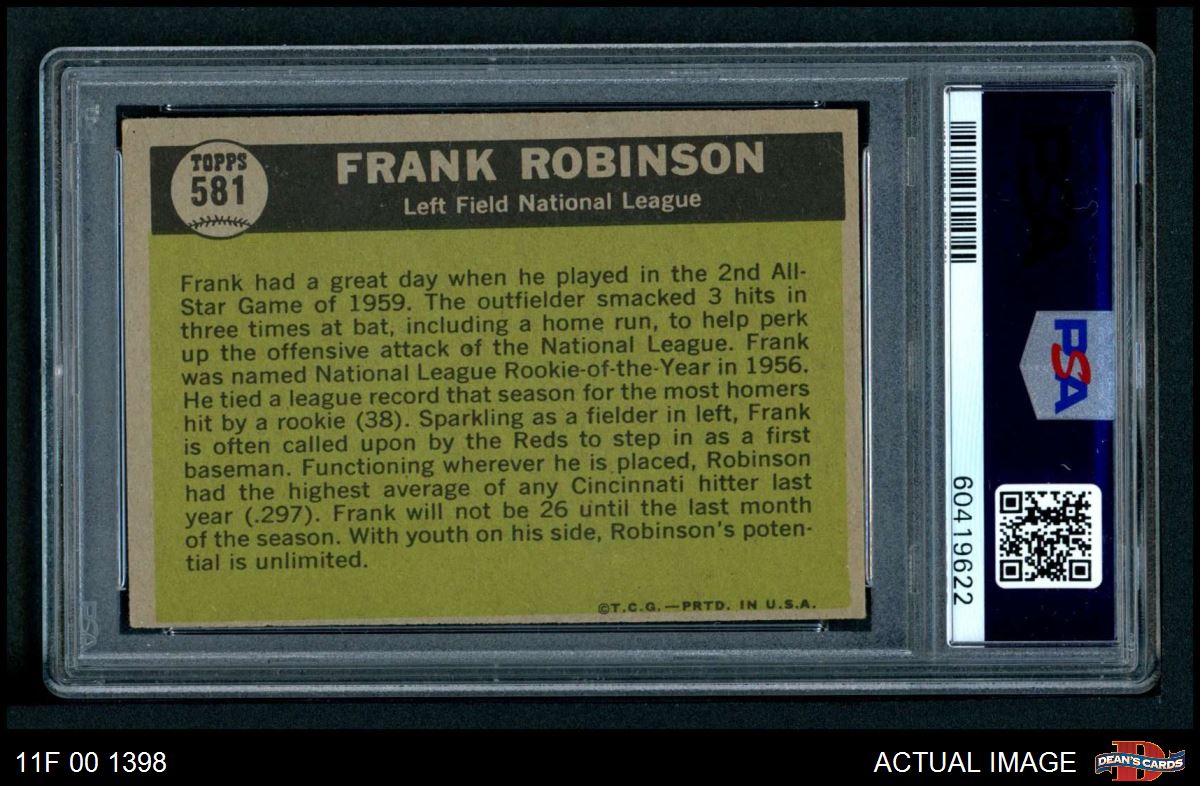 TOPPS
581
FRANK ROBINSON
Left Field National League
Frank had a great day when he played in the 2nd All-
Star Game of 1959. The outfielder smacked 3 hits in
three times at bat, including a home run, to help perk
up the offensive attack of the National League. Frank
was named National League Rookie-of-the-Year in 1956.
He tied a league record that season for the most homers
hit by a rookie (38). Sparkling as a fielder in left, Frank
is often called upon by the Reds to step in as a first
baseman. Functioning wherever he is placed, Robinson
had the highest average of any Cincinnati hitter last
year (.297). Frank will not be 26 until the last month
of the season. With youth on his side, Robinson's poten-
tial is unlimited.
©T.C.G.—PRTD. IN U.S.A.
PSA
PSA
60419622
PSA
11F 00 1398
ACTUAL IMAGE
DEAN'S CARDS